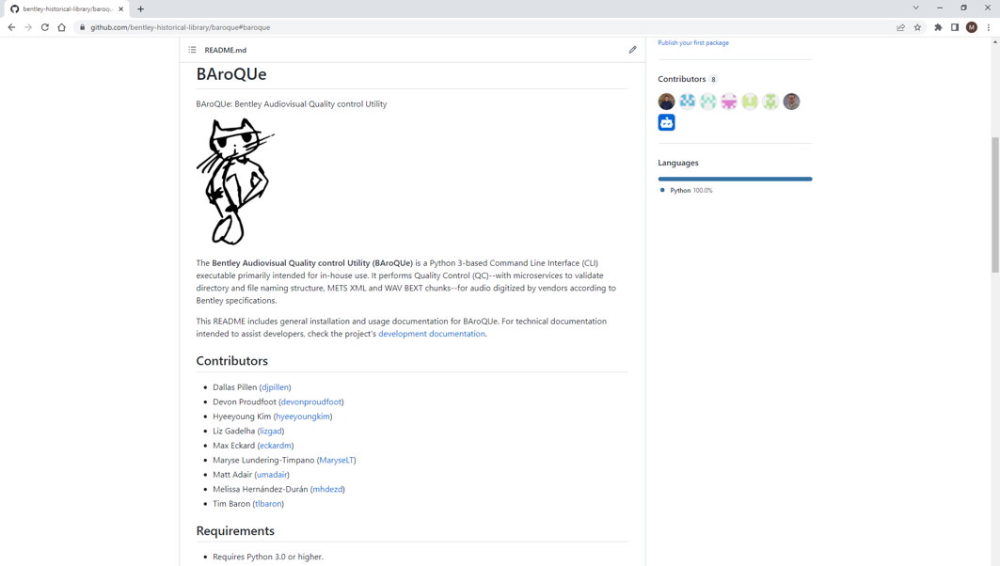 bentley-historical-library/baroqu
github.com/bentley-historical-library/baroque#baroque
M
README.md
BAroQUe
BAroQUe: Bentley Audiovisual Quality control Utility
The Bentley Audiovisual Quality control Utility (BAroQUe) is a Python 3-based Command Line Interface (CLI)
executable primarily intended for in-house use. It performs Quality Control (QC)--with microservices to validate
directory and file naming structure, METS XML and WAV BEXT chunks--for audio digitized by vendors according to
Bentley specifications.
This README includes general installation and usage documentation for BAroQUe. For technical documentation
intended to assist developers, check the project's development documentation.
Contributors
Dallas Pillen (djpillen)
Devon Proudfoot (devonproudfoot)
Hyeeyoung Kim (hyeeyoungkim)
Liz Gadelha (lizgad)
Max Eckard (eckardm)
Maryse Lundering-Timpano (MaryseLT)
Matt Adair (umadair)
Melissa Hernández-Durán (mhdezd)
Tim Baron (tlbaron)
Requirements
Requires Python 3.0 or higher.
Publish your first package
Contributors 8
Languages
Python 100.0%